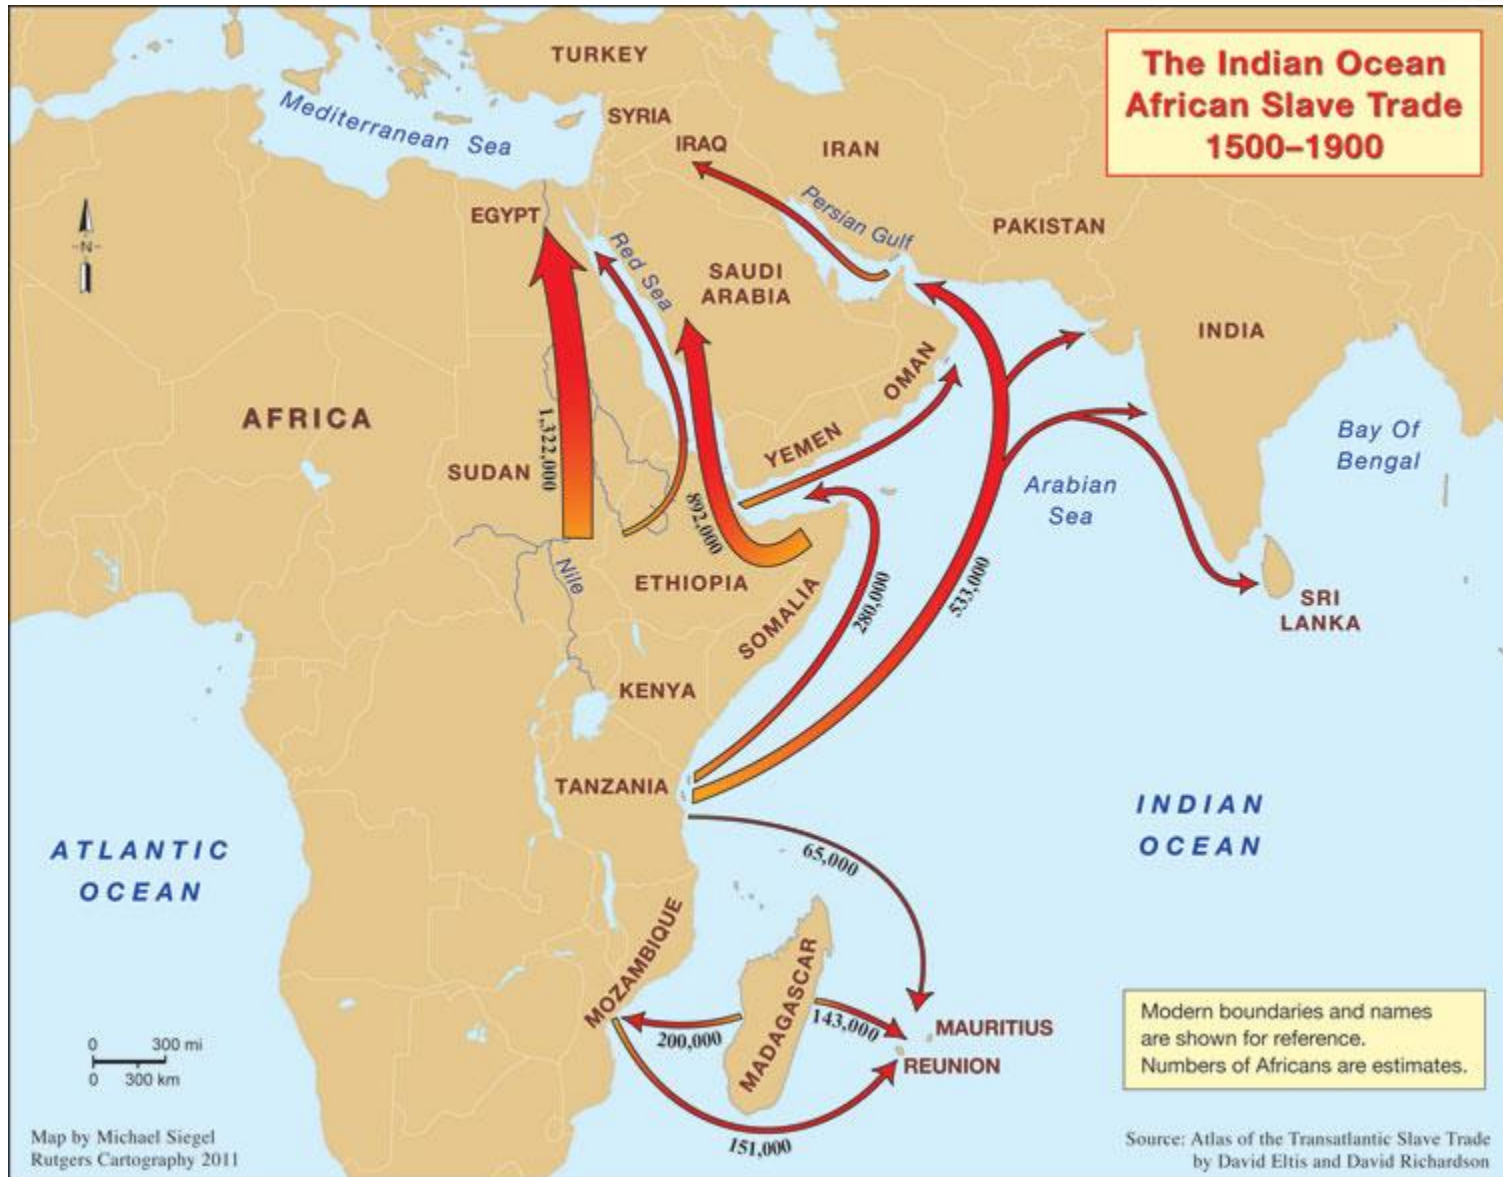 The Indian Ocean
African Slave Trade
1500–1900
TURKEY
Mediterranean Sea
SYRIA
IRAQ
IRAN
-N-
EGYPT
Red Sea
Persian Gulf
PAKISTAN
SAUDI
ARABIA
INDIA
OMAN
AFRICA
1,322,000
SUDAN
YEMEN
892,000
Arabian
Sea
Bay Of
Bengal
Nile
ETHIOPIA
SOMALIA
280,000
533,000
SRI
LANKA
KENYA
TANZANIA
INDIAN
OCEAN
ATLANTIC
OCEAN
65,000
MOZAMBIQUE
MADAGASCAR
200,000
143,000
MAURITIUS
REUNION
151,000
0 300 mi
0 300 km
Modern boundaries and names
are shown for reference.
Numbers of Africans are estimates.
Map by Michael Siegel
Rutgers Cartography 2011
Source: Atlas of the Transatlantic Slave Trade
by David Eltis and David Richardson